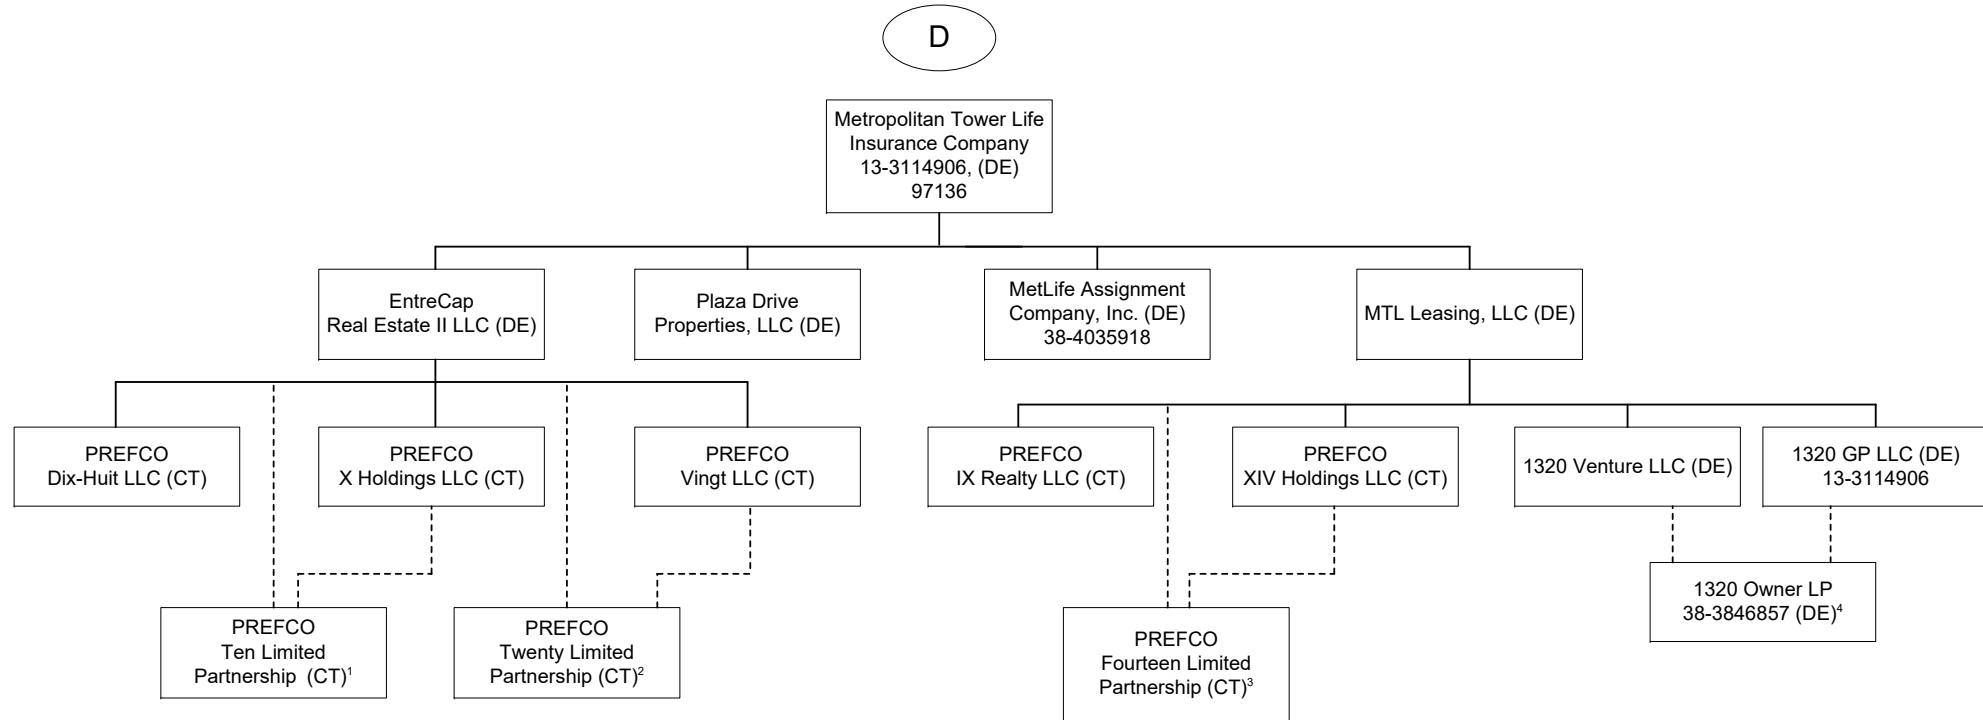 D
Metropolitan Tower Life
Insurance Company
13-3114906, (DE)
97136
EntreCap
Real Estate II LLC (DE)
Plaza Drive
Properties, LLC (DE)
MetLife Assignment
Company, Inc. (DE)
38-4035918
MTL Leasing, LLC (DE)
PREFCO
Dix-Huit LLC (CT)
PREFCO
X Holdings LLC (CT)
PREFCO
Vingt LLC (CT)
PREFCO
IX Realty LLC (CT)
PREFCO
XIV Holdings LLC (CT)
1320 Venture LLC (DE)
1320 GP LLC (DE)
13-3114906
PREFCO
Ten Limited
Partnership (CT)¹
PREFCO
Twenty Limited
Partnership (CT)²
PREFCO
Fourteen Limited
Partnership (CT)³
1320 Owner LP
38-3846857 (DE)⁴